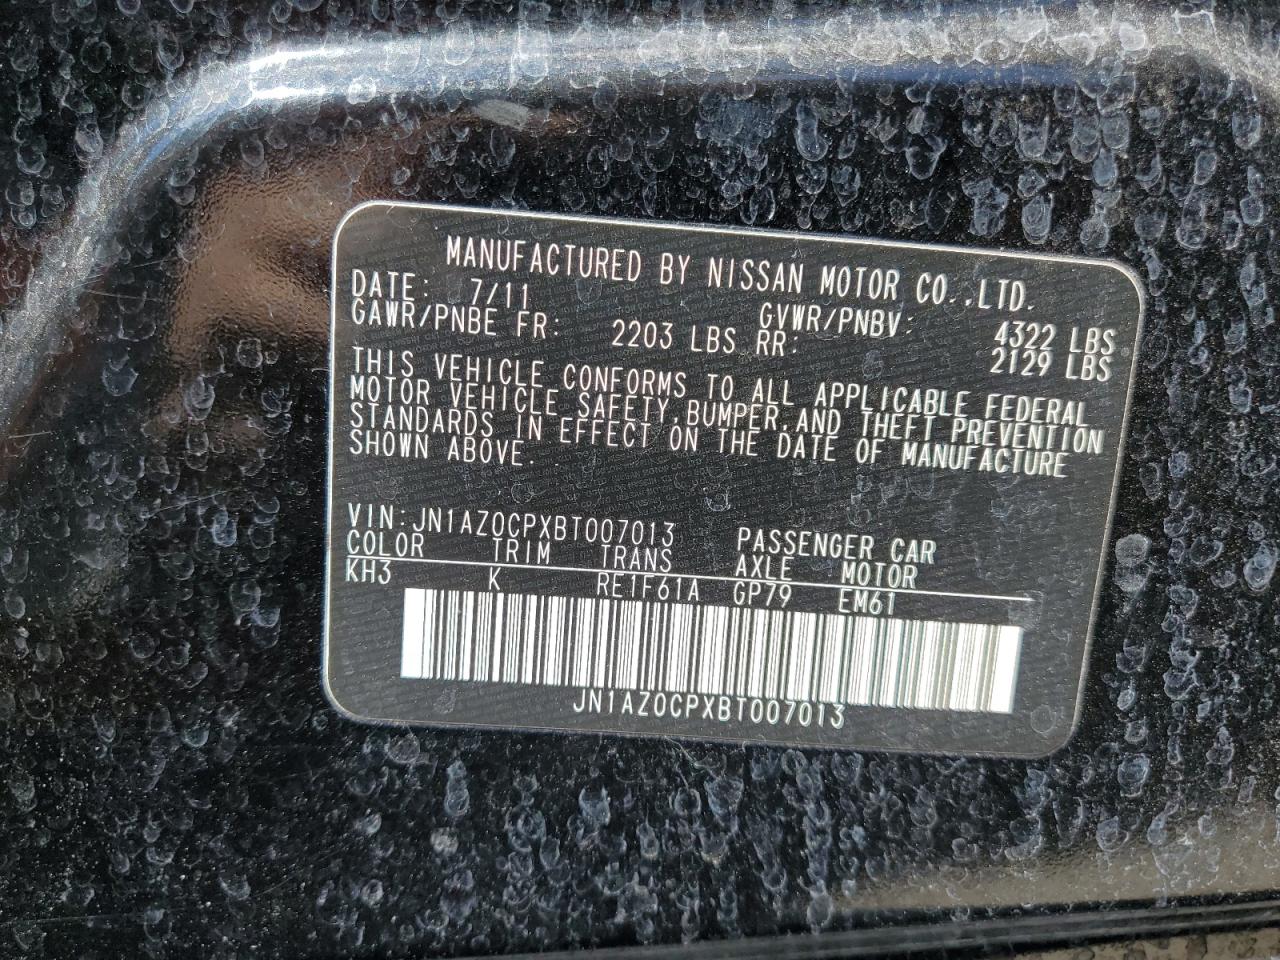 MANUFACTURED BY NISSAN MOTOR CO.,LTD.
DATE: 7/11 GVWR/PNBV: 4322 LBS
GAWR/PNBE FR: 2203 LBS RR: 2129 LBS
THIS VEHICLE CONFORMS TO ALL APPLICABLE FEDERAL
MOTOR VEHICLE SAFETY,BUMPER,AND THEFT PREVENTION
STANDARDS IN EFFECT ON THE DATE OF MANUFACTURE
SHOWN ABOVE.
VIN:JN1AZ0CPXBT007013 PASSENGER CAR
COLOR TRIM TRANS AXLE MOTOR
KH3 K RE1F61A GP79 EM61
JN1AZ0CPXBT007013